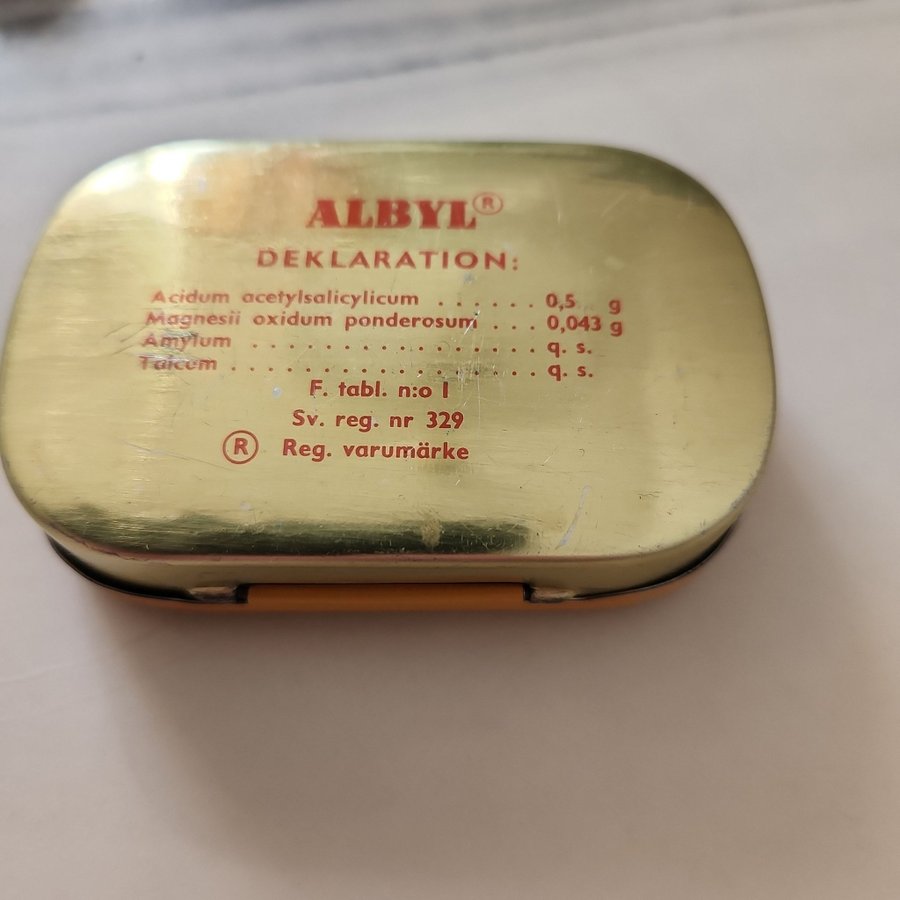 ALBYL®
DEKLARATION:
Acidum acetylsalicylicum . . . . . . 0,5 g
Magnesii oxidum ponderosum . . . 0,043 g
Amylum . . . . . . . . . . . . . . . . q. s.
Talcum . . . . . . . . . . . . . . . . . q. s.
F. tabl. n:o I
Sv. reg. nr 329
® Reg. varumärke